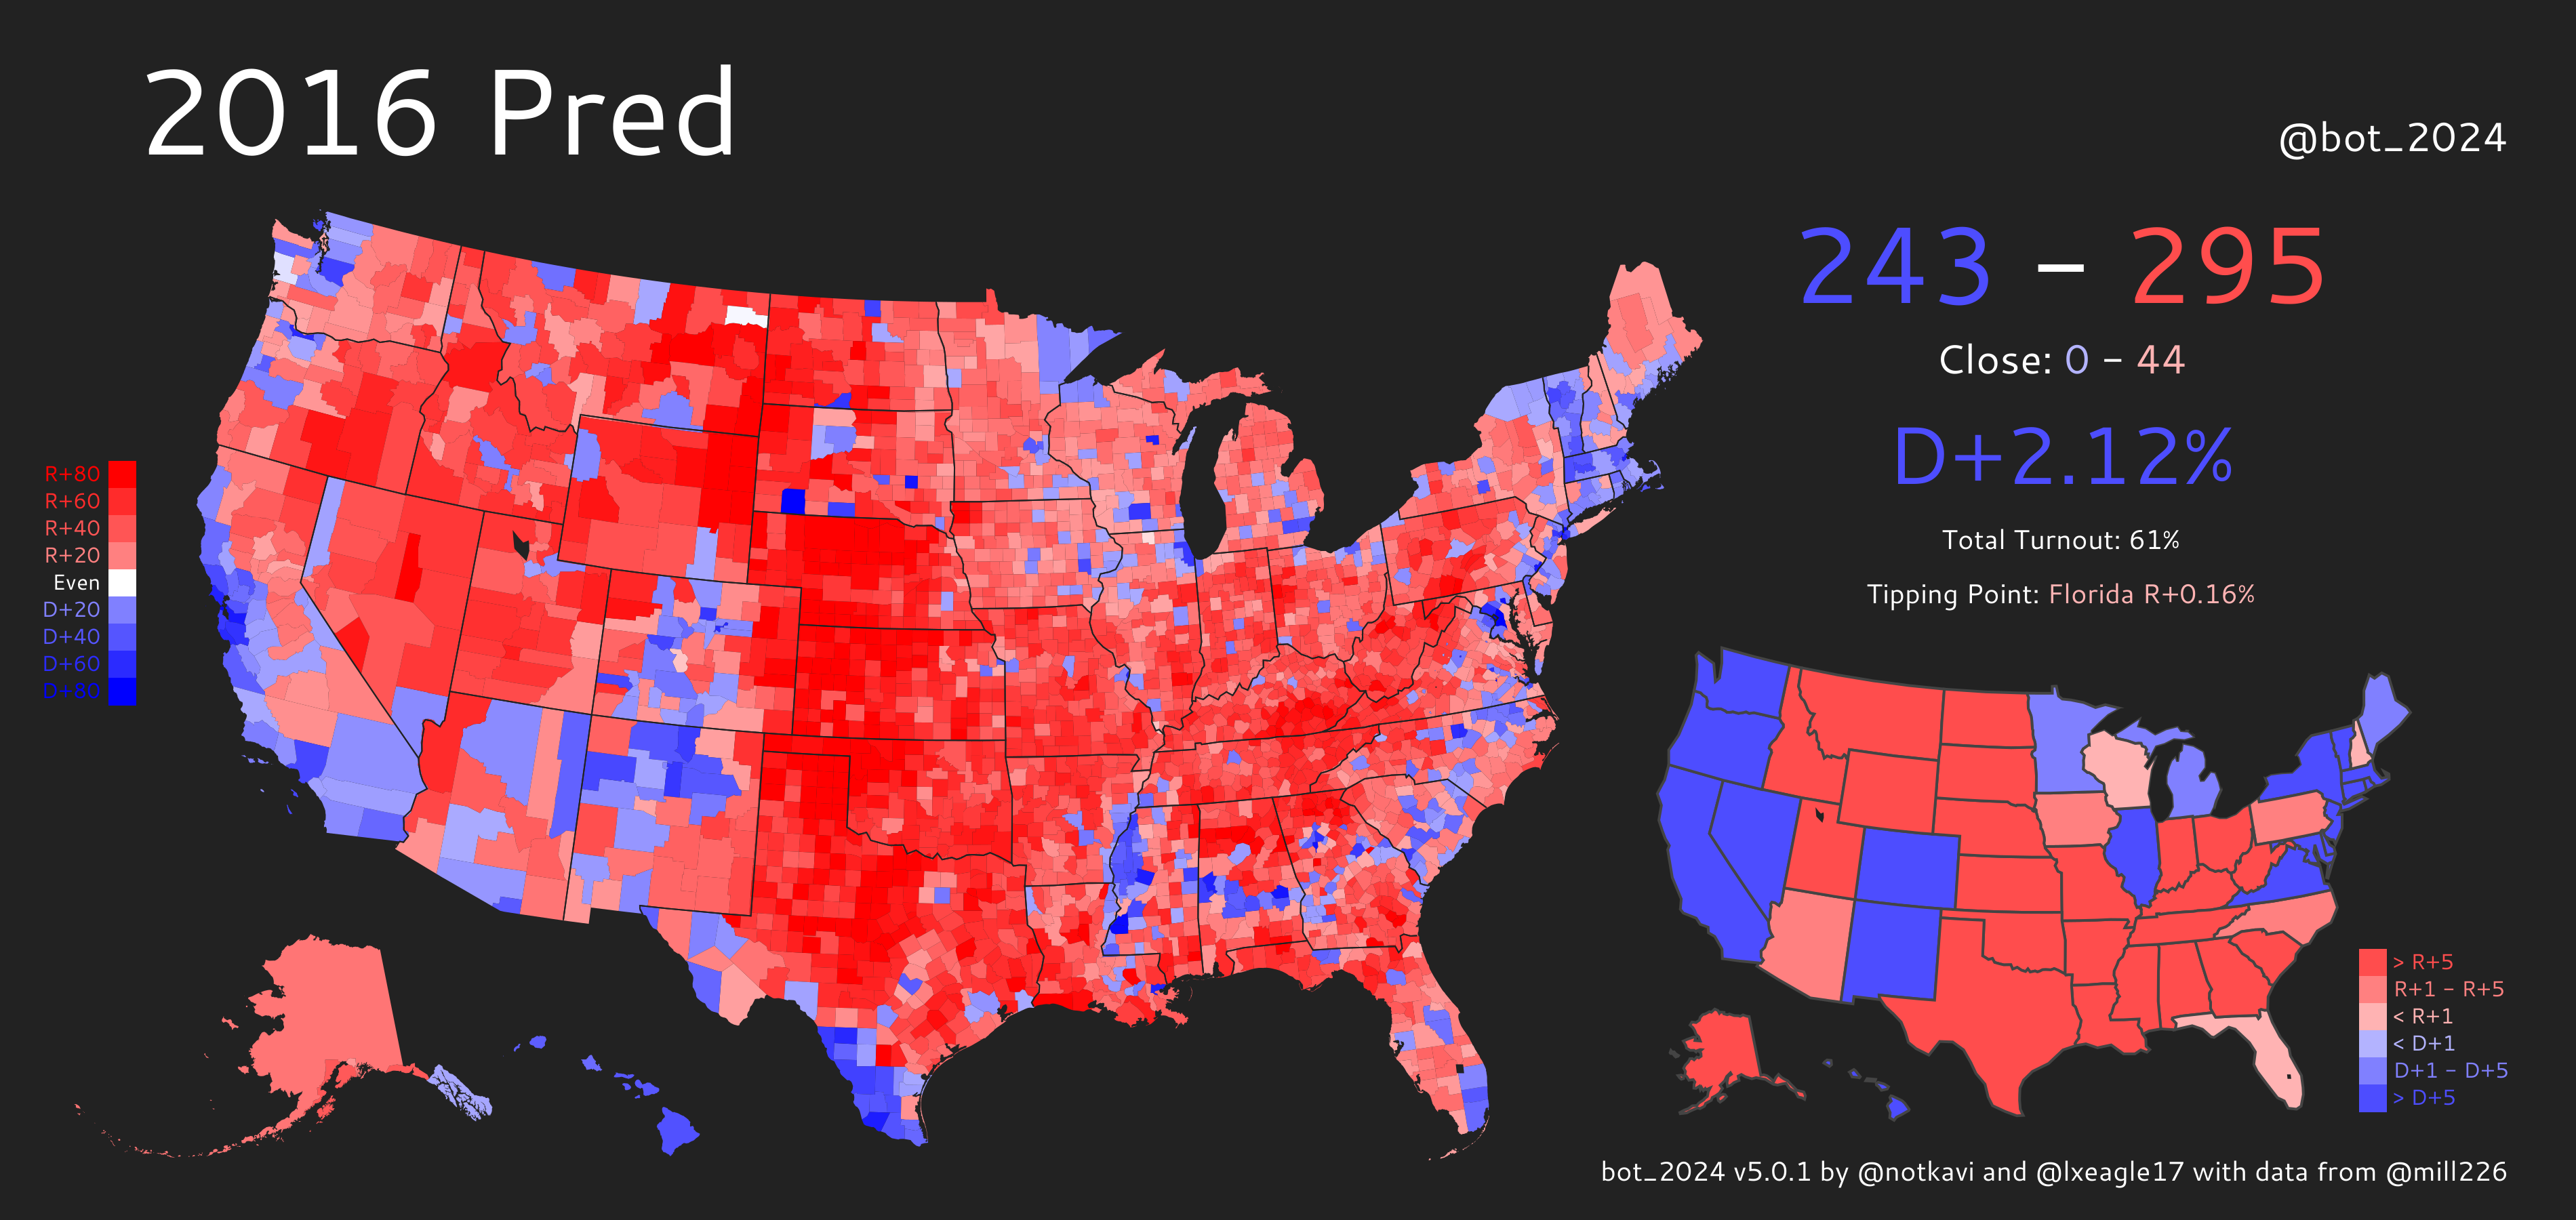 2016 Pred
@bot_2024
243 – 295
Close: 0 – 44
D+2.12%
Total Turnout: 61%
Tipping Point: Florida R+0.16%
R+80
R+60
R+40
R+20
Even
D+20
D+40
D+60
D+80
> R+5
R+1 – R+5
< R+1
< D+1
D+1 – D+5
> D+5
bot_2024 v5.0.1 by @notkavi and @lxeagle17 with data from @mill226